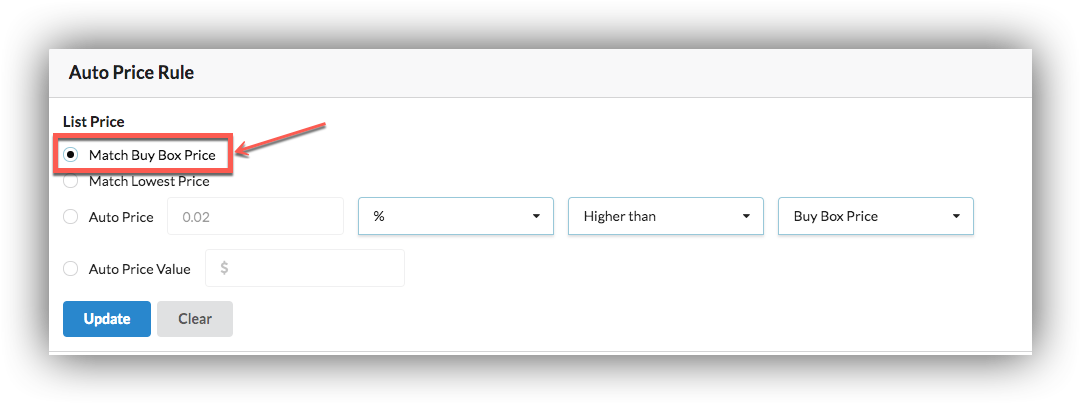 Auto Price Rule
List Price
Match Buy Box Price
Match Lowest Price
Auto Price 0.02 % Higher than Buy Box Price
Auto Price Value $
Update Clear